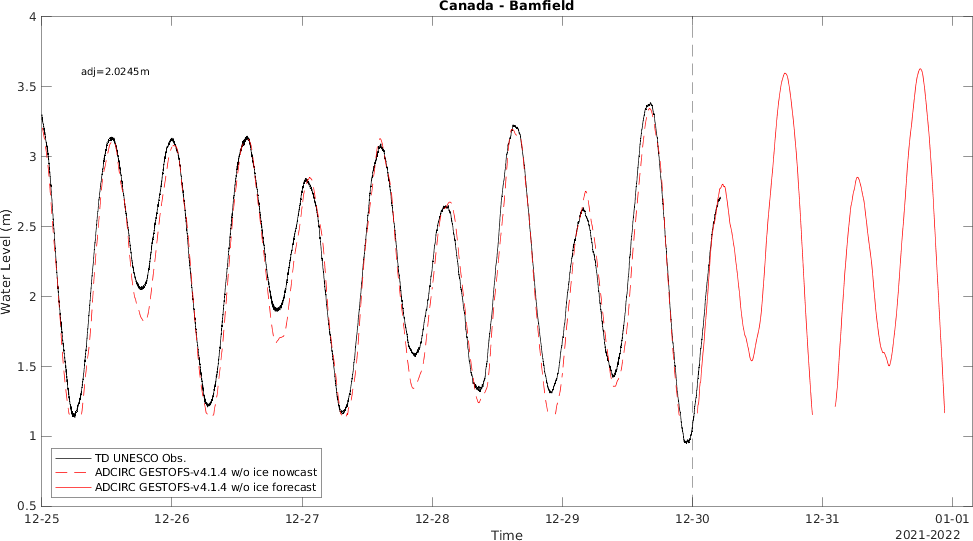 Canada - Bamfield
4
adj=2.0245m
3.5
3
2.5
2
1.5
1
0.5
Water Level (m)
TD UNESCO Obs.
ADCIRC GESTOFS-v4.1.4 w/o ice nowcast
ADCIRC GESTOFS-v4.1.4 w/o ice forecast
12-25 12-26 12-27 12-28 12-29 12-30 12-31 01-01
Time
2021-2022